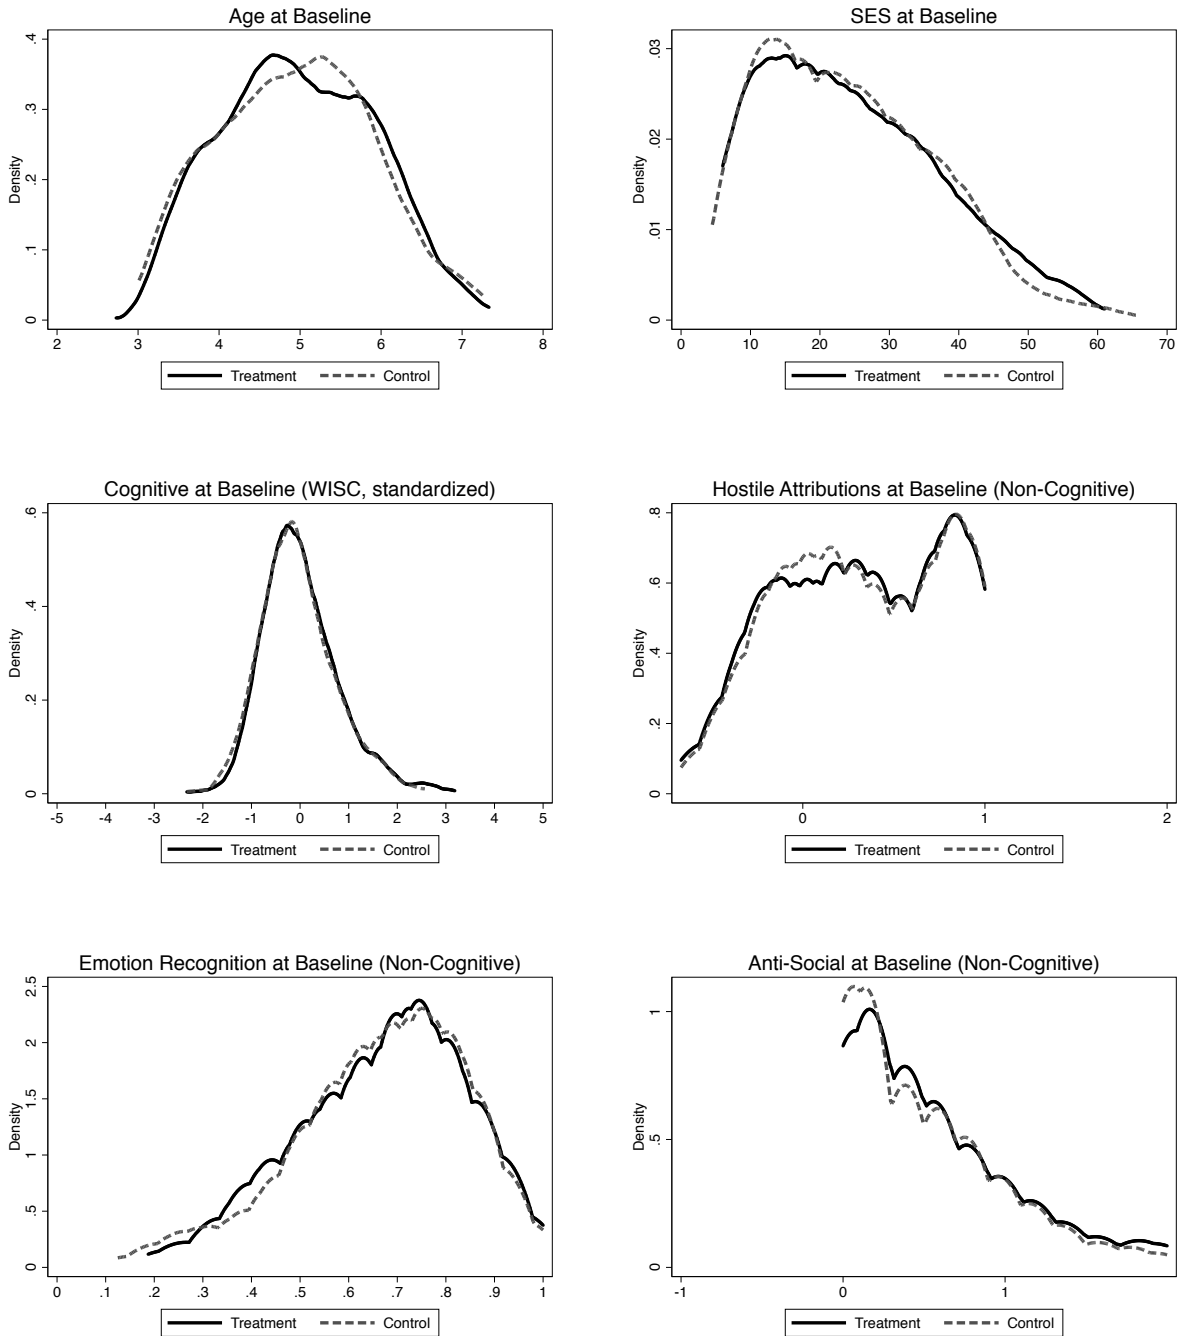 Age at Baseline
Density
0 .1 .2 .3 .4
2 3 4 5 6 7 8
Treatment Control
SES at Baseline
Density
0 .01 .02 .03
0 10 20 30 40 50 60 70
Treatment Control
Cognitive at Baseline (WISC, standardized)
Density
0 .2 .4 .6
-5 -4 -3 -2 -1 0 1 2 3 4 5
Treatment Control
Hostile Attributions at Baseline (Non-Cognitive)
Density
0 .2 .4 .6 .8
0 1 2
Treatment Control
Emotion Recognition at Baseline (Non-Cognitive)
Density
0 .5 1 1.5 2 2.5
0 .1 .2 .3 .4 .5 .6 .7 .8 .9 1
Treatment Control
Anti-Social at Baseline (Non-Cognitive)
Density
0 .5 1
-1 0 1
Treatment Control